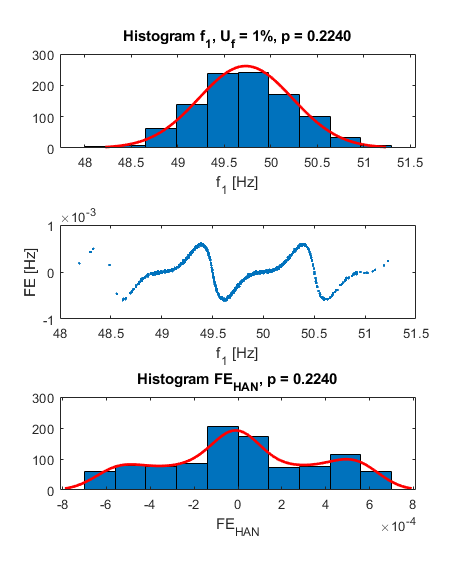 Histogram f1, Uf = 1%, p = 0.2240
300
200
100
0
48 48.5 49 49.5 50 50.5 51 51.5
f1 [Hz]
×10-3
1
0
-1
FE [Hz]
48 48.5 49 49.5 50 50.5 51 51.5
f1 [Hz]
Histogram FEHAN, p = 0.2240
300
200
100
0
-8 -6 -4 -2 0 2 4 6 8
FEHAN
×10-4